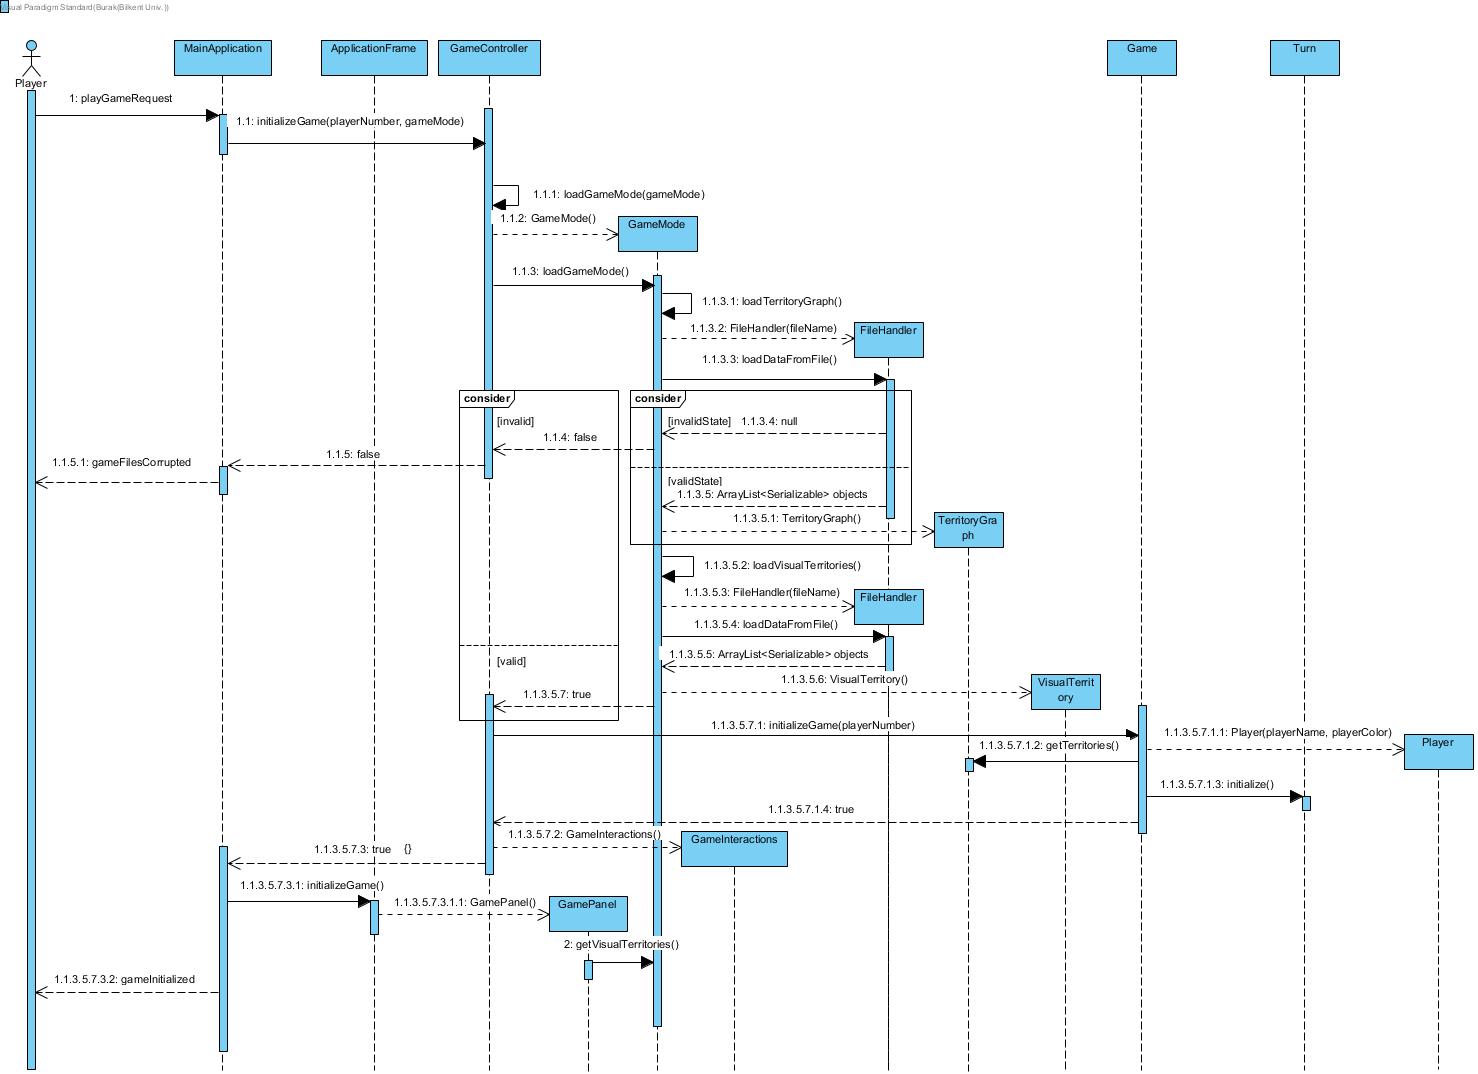 Visual Paradigm Standard(Burak(Bilkent Univ.))
Player
MainApplication
ApplicationFrame
GameController
Game
Turn
1: playGameRequest
1.1: initializeGame(playerNumber, gameMode)
1.1.1: loadGameMode(gameMode)
1.1.2: GameMode()
GameMode
1.1.3: loadGameMode()
1.1.3.1: loadTerritoryGraph()
1.1.3.2: FileHandler(fileName)
FileHandler
1.1.3.3: loadDataFromFile()
consider
consider
[invalid]
[invalidState]
1.1.3.4: null
1.1.4: false
1.1.5: false
1.1.5.1: gameFilesCorrupted
[validState]
1.1.3.5: ArrayList<Serializable> objects
1.1.3.5.1: TerritoryGraph()
TerritoryGra
ph
1.1.3.5.2: loadVisualTerritories()
1.1.3.5.3: FileHandler(fileName)
FileHandler
1.1.3.5.4: loadDataFromFile()
1.1.3.5.5: ArrayList<Serializable> objects
[valid]
1.1.3.5.6: VisualTerritory()
VisualTerrit
ory
1.1.3.5.7: true
1.1.3.5.7.1: initializeGame(playerNumber)
1.1.3.5.7.1.1: Player(playerName, playerColor)
Player
1.1.3.5.7.1.2: getTerritories()
1.1.3.5.7.1.3: initialize()
1.1.3.5.7.1.4: true
1.1.3.5.7.2: GameInteractions()
GameInteractions
1.1.3.5.7.3: true {}
1.1.3.5.7.3.1: initializeGame()
1.1.3.5.7.3.1.1: GamePanel()
GamePanel
2: getVisualTerritories()
1.1.3.5.7.3.2: gameInitialized